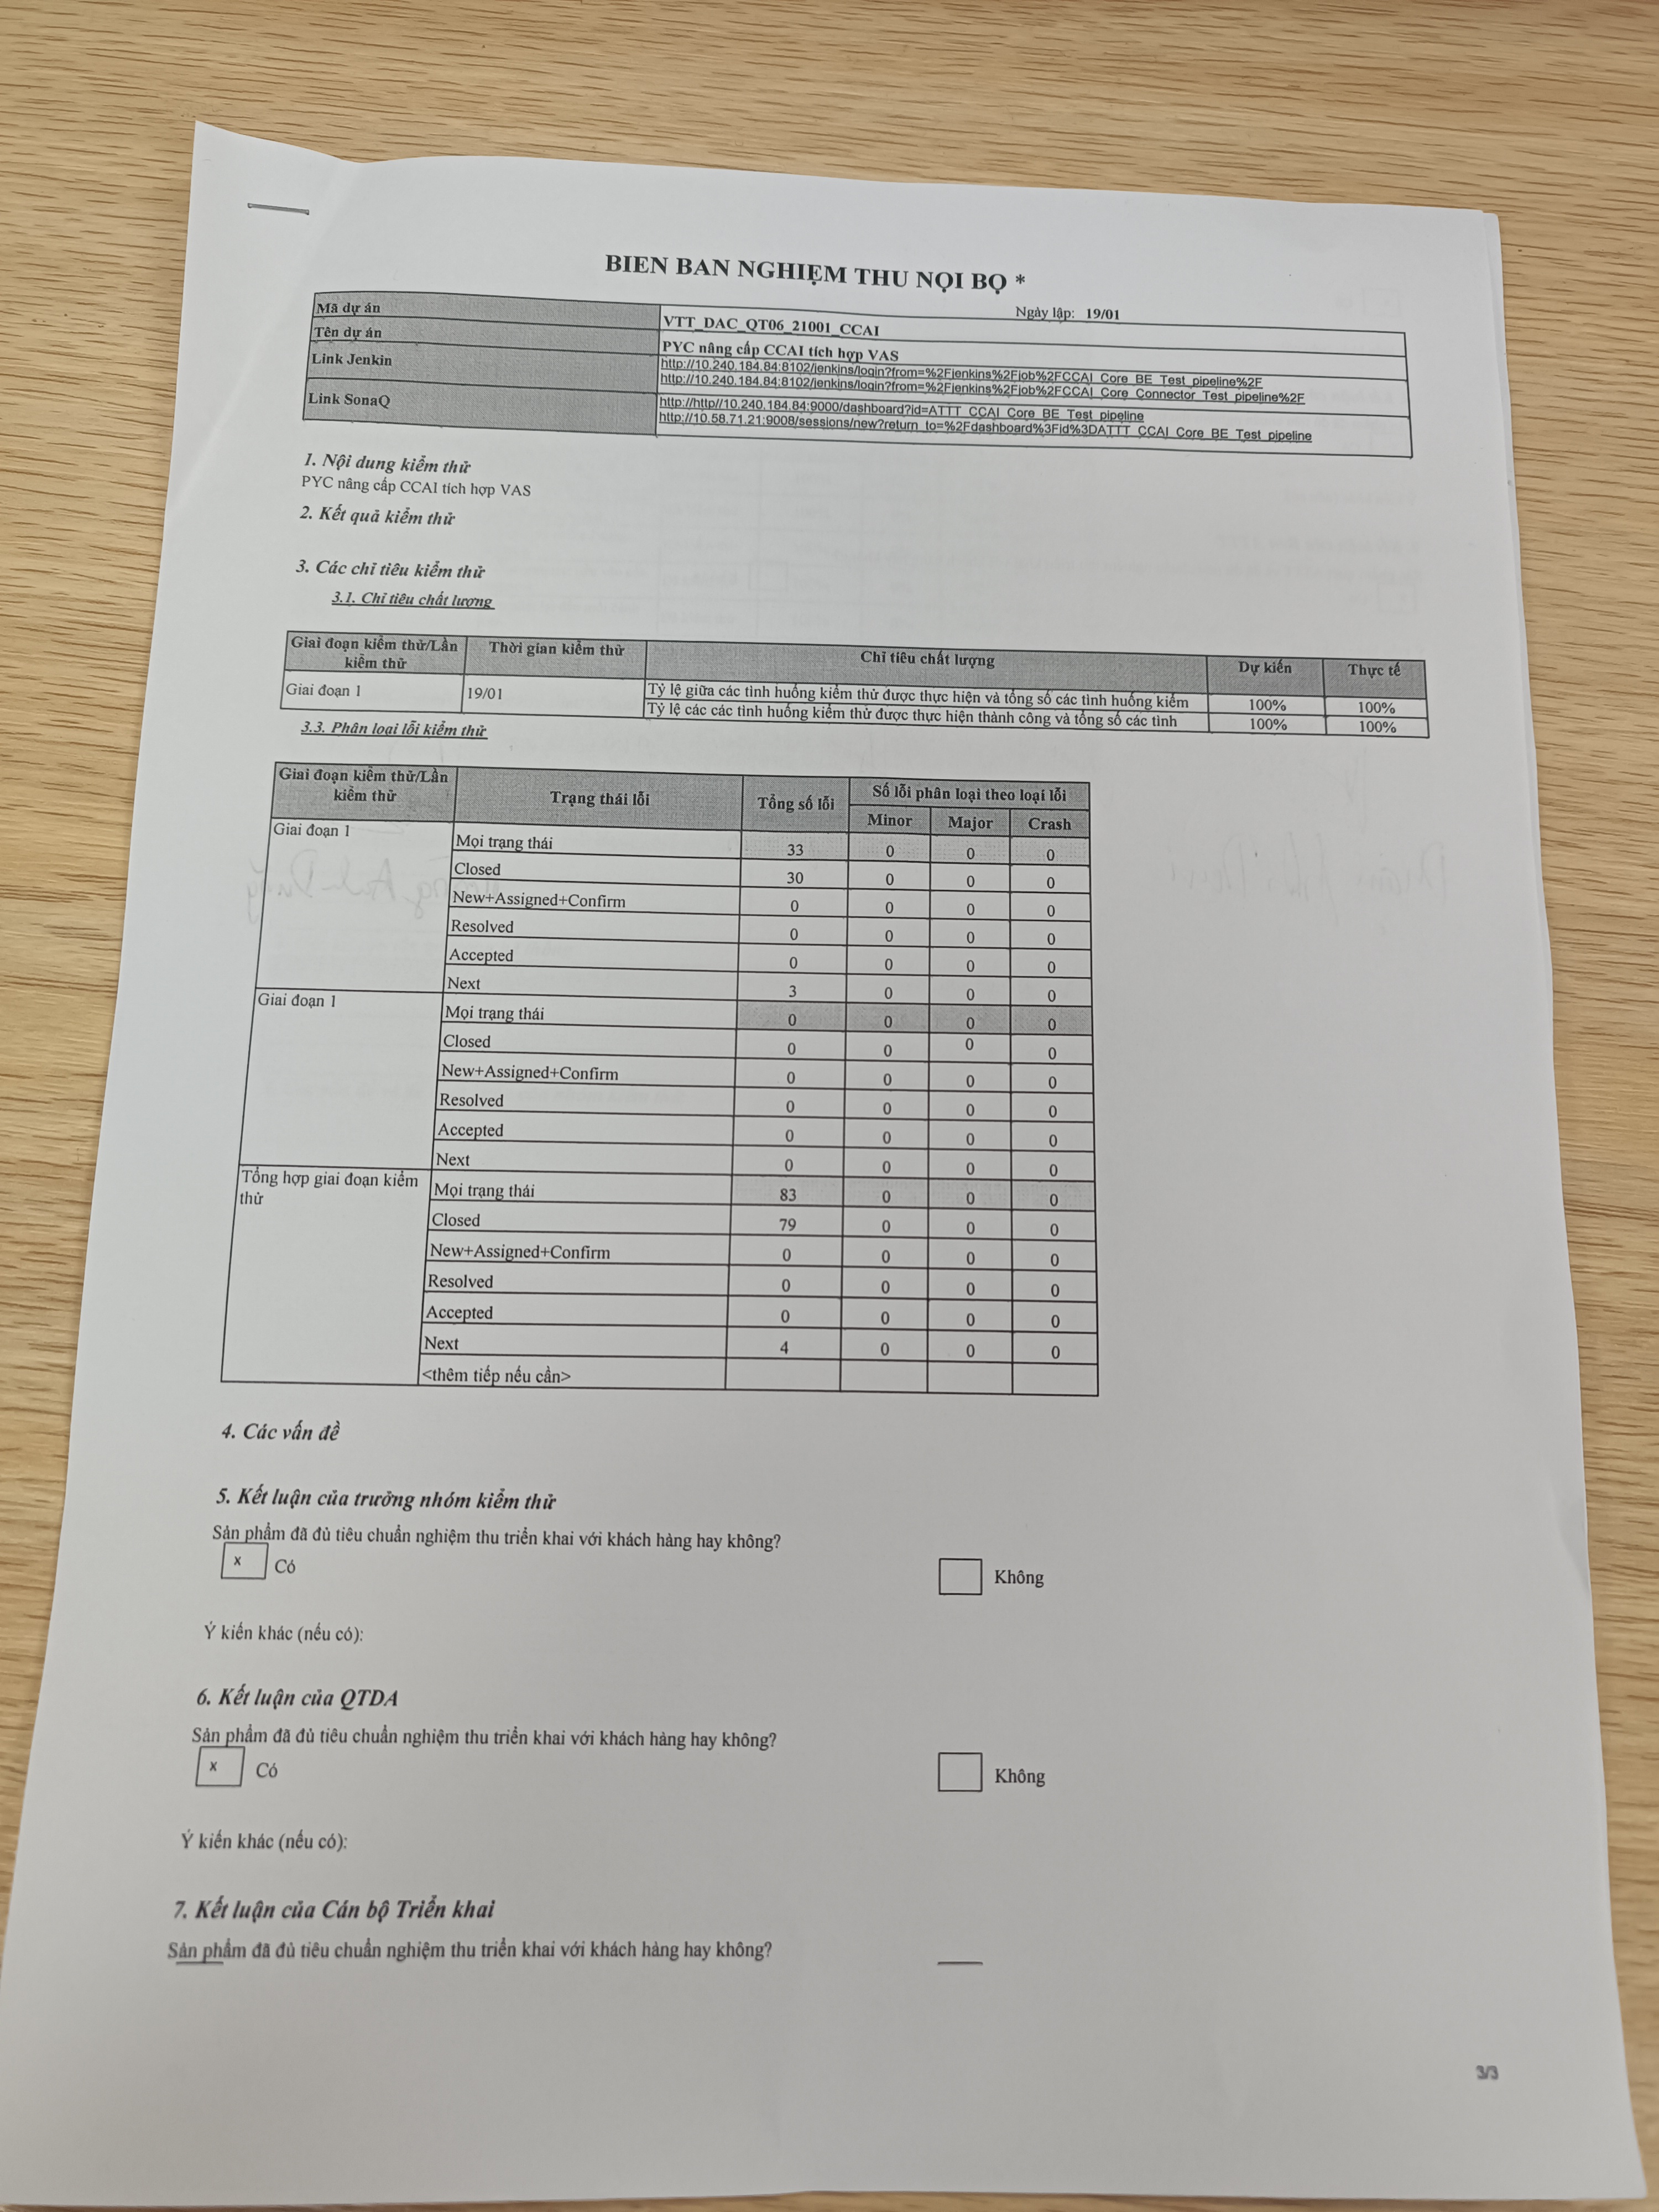 BIEN BAN NGHIỆM THU NỌI BỌ *
Ngày lập: 19/01
Mã dự án VTT_DAC_QT06_21001_CCAI
Tên dự án PYC nâng cấp CCAI tích hợp VAS
Link Jenkin http://10.240.184.84:8102/jenkins/login?from=%2Fjenkins%2Fjob%2FCCAI_Core_BE_Test_pipeline%2F
http://10.240.184.84:8102/jenkins/login?from=%2Fjenkins%2Fjob%2FCCAI_Core_Connector_Test_pipeline%2F
Link SonaQ http://http//10.240.184.84:9000/dashboard?id=ATTT_CCAI_Core_BE_Test_pipeline
http://10.58.71.21:9008/sessions/new?return_to=%2Fdashboard%3Fid%3DATTT_CCAI_Core_BE_Test_pipeline
1. Nội dung kiểm thử
PYC nâng cấp CCAI tích hợp VAS
2. Kết quả kiểm thử
3. Các chỉ tiêu kiểm thử
3.1. Chỉ tiêu chất lượng
Giai đoạn kiểm thử/Lần kiểm thử Thời gian kiểm thử Chỉ tiêu chất lượng Dự kiến Thực tế
Giai đoạn 1 19/01 Tỷ lệ giữa các tình huống kiểm thử được thực hiện và tổng số các tình huống kiểm 100% 100%
Tỷ lệ các các tình huống kiểm thử được thực hiện thành công và tổng số các tình 100% 100%
3.3. Phân loại lỗi kiểm thử
Giai đoạn kiểm thử/Lần kiểm thử Trạng thái lỗi Tổng số lỗi Số lỗi phân loại theo loại lỗi
Minor Major Crash
Giai đoạn 1 Mọi trạng thái 33 0 0 0
Closed 30 0 0 0
New+Assigned+Confirm 0 0 0 0
Resolved 0 0 0 0
Accepted 0 0 0 0
Next 3 0 0 0
Giai đoạn 1 Mọi trạng thái 0 0 0 0
Closed 0 0 0 0
New+Assigned+Confirm 0 0 0 0
Resolved 0 0 0 0
Accepted 0 0 0 0
Next 0 0 0 0
Tổng hợp giai đoạn kiểm thử Mọi trạng thái 83 0 0 0
Closed 79 0 0 0
New+Assigned+Confirm 0 0 0 0
Resolved 0 0 0 0
Accepted 0 0 0 0
Next 4 0 0 0
<thêm tiếp nếu cần>
4. Các vấn đề
5. Kết luận của trưởng nhóm kiểm thử
Sản phẩm đã đủ tiêu chuẩn nghiệm thu triển khai với khách hàng hay không?
x Có Không
Ý kiến khác (nếu có):
6. Kết luận của QTDA
Sản phẩm đã đủ tiêu chuẩn nghiệm thu triển khai với khách hàng hay không?
x Có Không
Ý kiến khác (nếu có):
7. Kết luận của Cán bộ Triển khai
Sản phẩm đã đủ tiêu chuẩn nghiệm thu triển khai với khách hàng hay không?
3/3